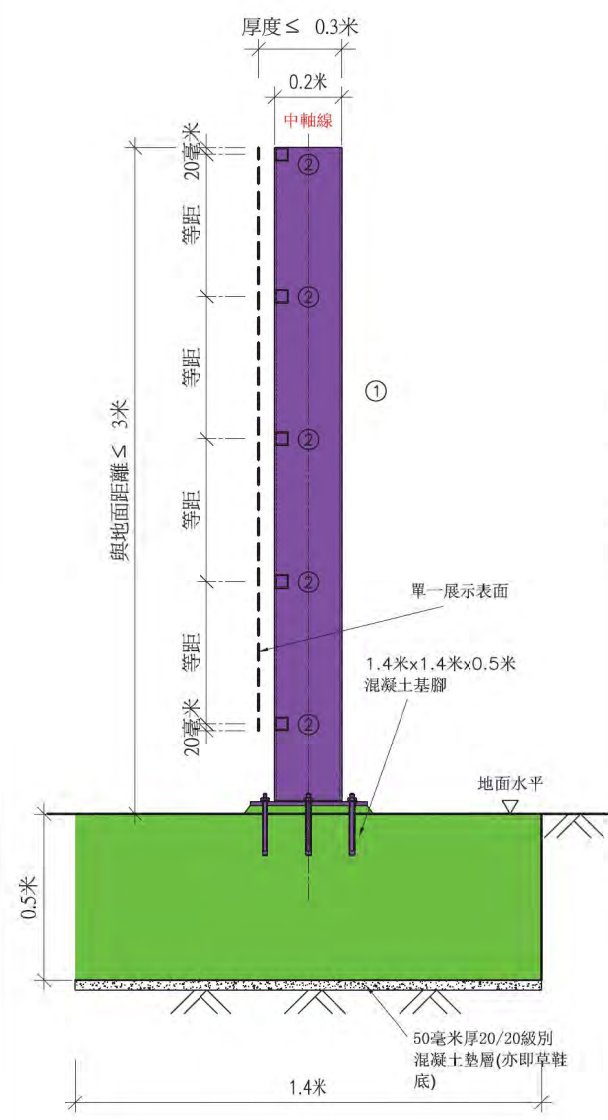 厚度≤ 0.3米
0.2米
中軸線
20毫米
②
等距
②
等距
①
與地面距離≤ 3米
②
等距
②
單一展示表面
等距
1.4米x1.4米x0.5米
混凝土基腳
②
20毫米
地面水平
0.5米
50毫米厚20/20級別
混凝土墊層(亦即草鞋
底)
1.4米